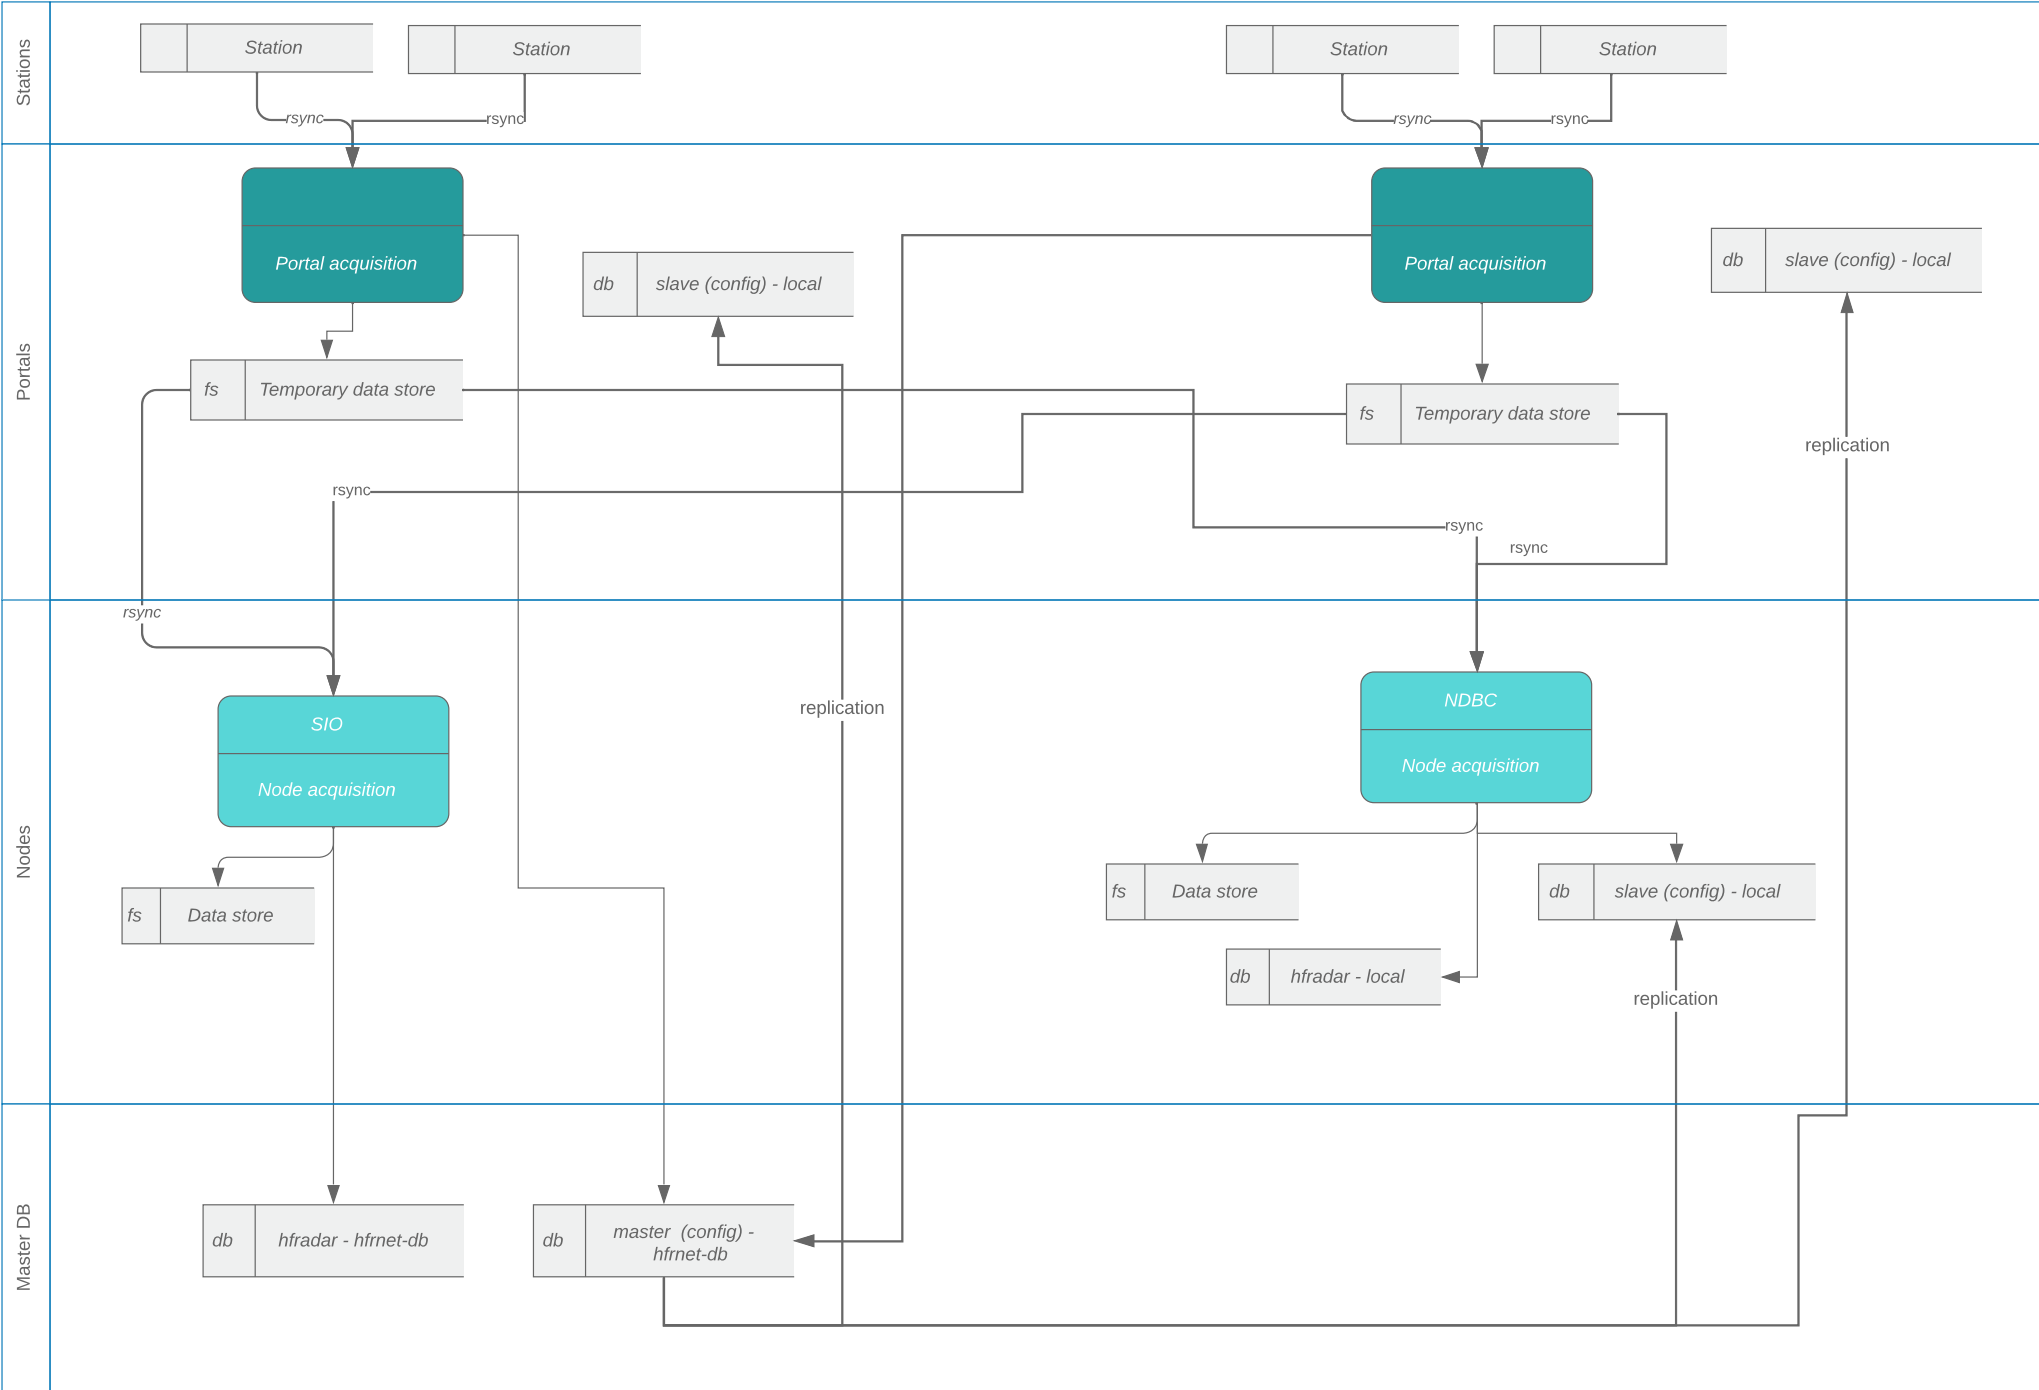 Stations
Station
Station
Station
Station
rsync
rsync
rsync
rsync
Portals
Portal acquisition
Portal acquisition
db
slave (config) - local
db
slave (config) - local
fs
Temporary data store
fs
Temporary data store
replication
rsync
rsync
rsync
rsync
Nodes
SIO
Node acquisition
NDBC
Node acquisition
replication
fs
Data store
fs
Data store
db
slave (config) - local
db
hfradar - local
replication
Master DB
db
hfradar - hfrnet-db
db
master  (config) -
hfrnet-db